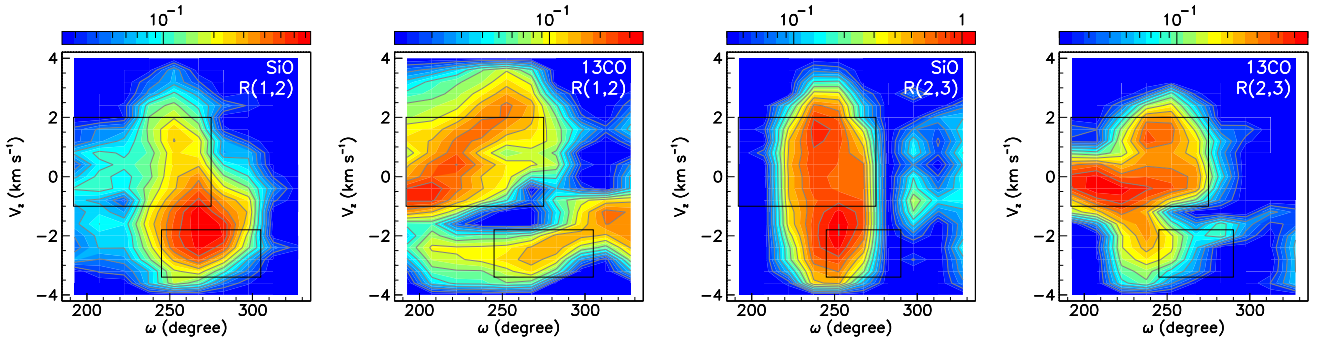 10⁻¹
10⁻¹
10⁻¹ 1
10⁻¹
SiO
R(1,2)
13CO
R(1,2)
SiO
R(2,3)
13CO
R(2,3)
4
2
0
−2
−4
V_z (km s⁻¹)
200 250 300
ω (degree)
4
2
0
−2
−4
V_z (km s⁻¹)
200 250 300
ω (degree)
4
2
0
−2
−4
V_z (km s⁻¹)
200 250 300
ω (degree)
4
2
0
−2
−4
V_z (km s⁻¹)
200 250 300
ω (degree)